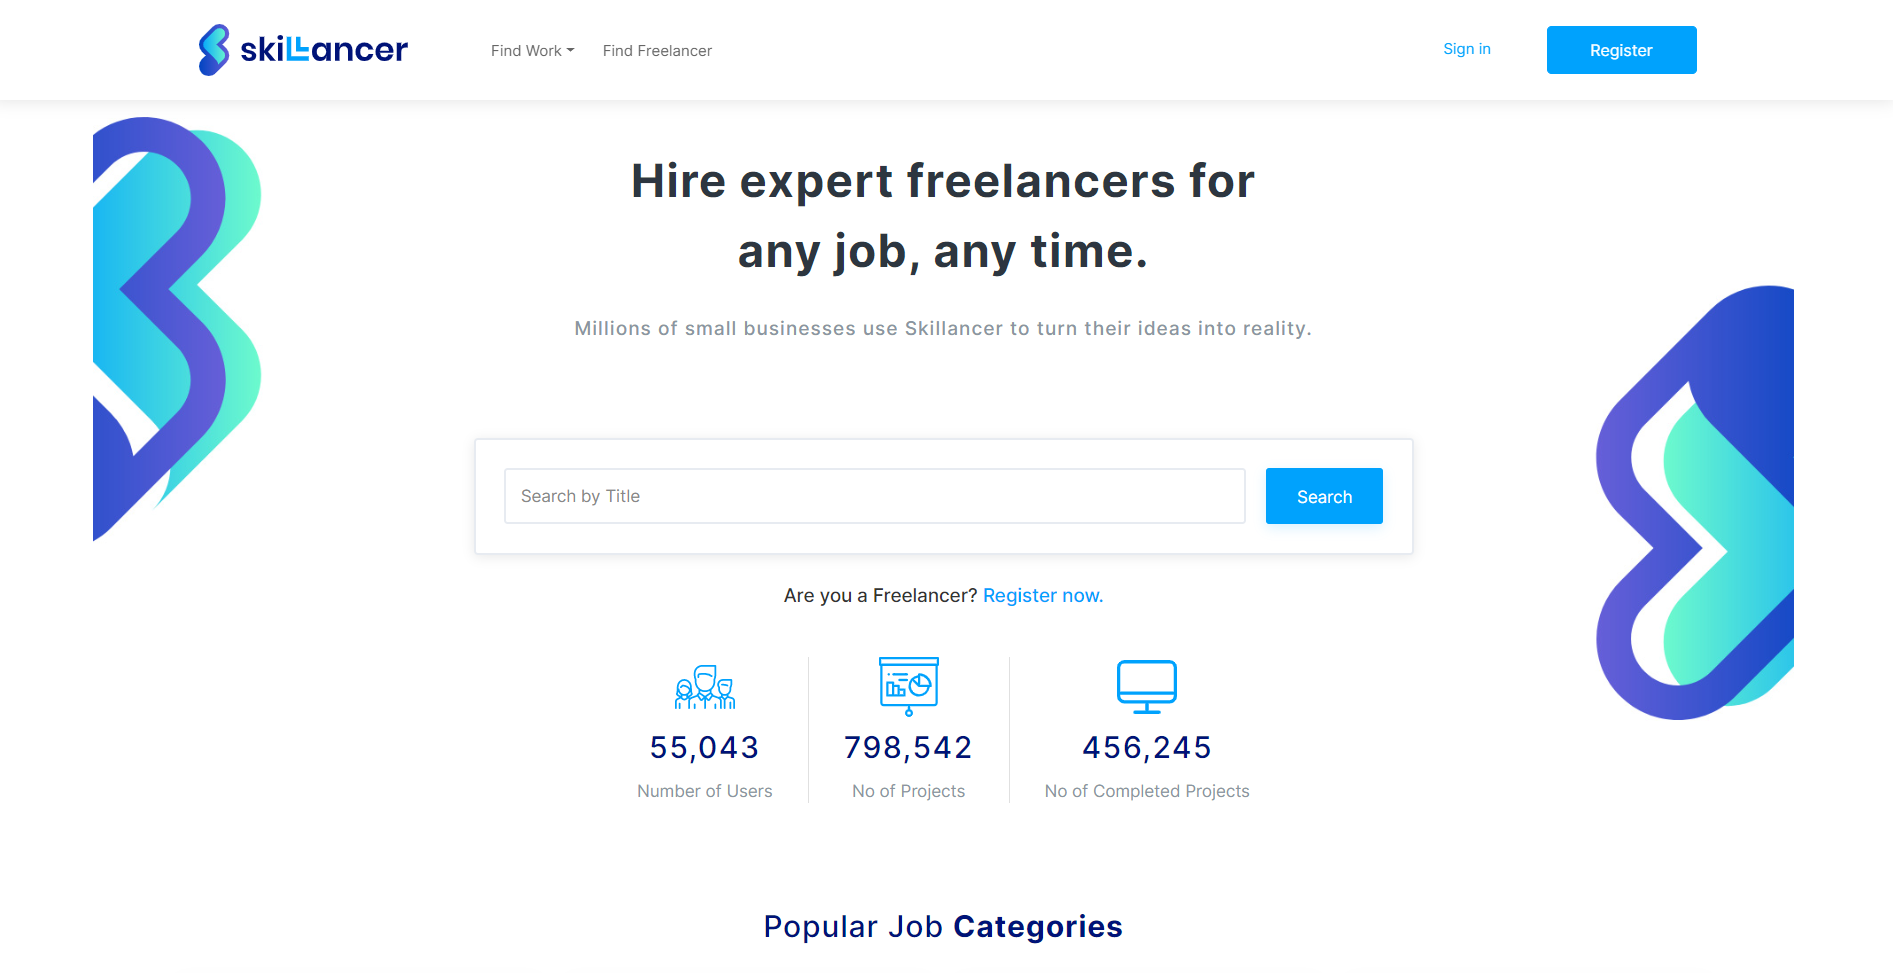 skillancer
Find Work
Find Freelancer
Sign in
Register
Hire expert freelancers for
any job, any time.
Millions of small businesses use Skillancer to turn their ideas into reality.
Search by Title
Search
Are you a Freelancer? Register now.
55,043
Number of Users
798,542
No of Projects
456,245
No of Completed Projects
Popular Job Categories